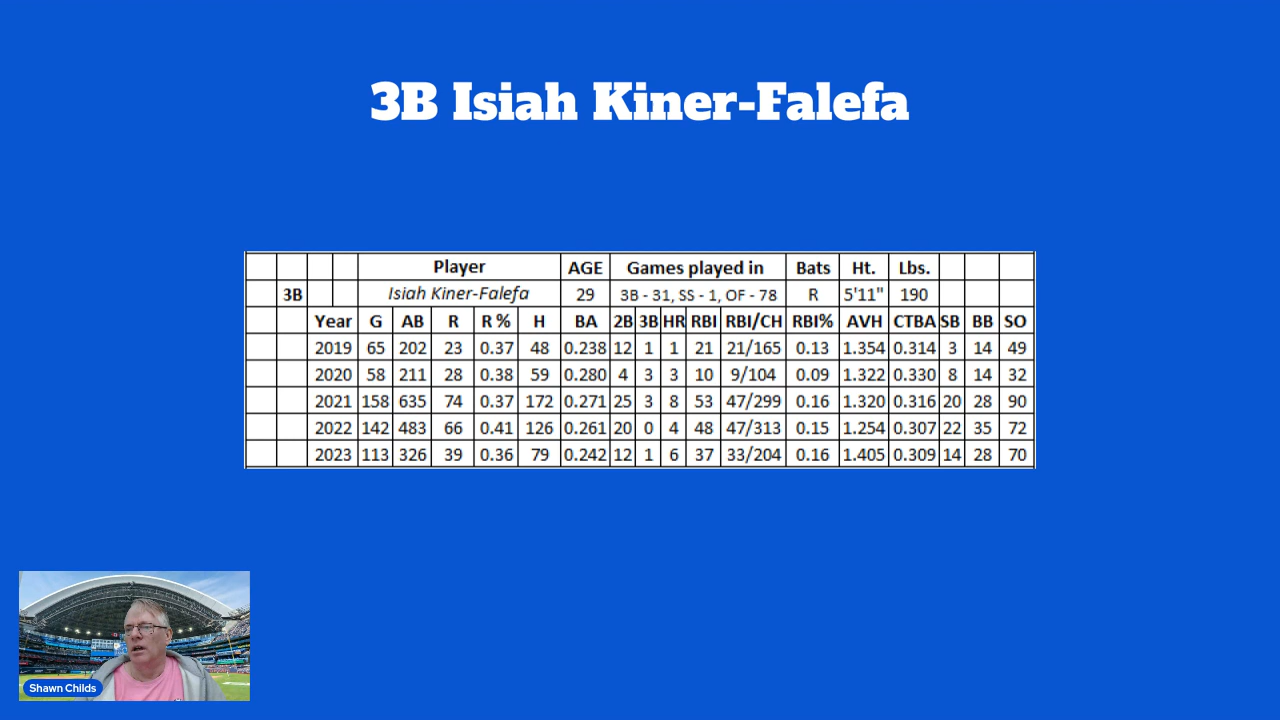 3B Isiah Kiner-Falefa
Player AGE Games played in Bats Ht. Lbs.
3B Isiah Kiner-Falefa 29 3B - 31, SS - 1, OF - 78 R 5'11" 190
Year G AB R R % H BA 2B 3B HR RBI RBI/CH RBI% AVH CTBA SB BB SO
2019 65 202 23 0.37 48 0.238 12 1 1 21 21/165 0.13 1.354 0.314 3 14 49
2020 58 211 28 0.38 59 0.280 4 3 3 10 9/104 0.09 1.322 0.330 8 14 32
2021 158 635 74 0.37 172 0.271 25 3 8 53 47/299 0.16 1.320 0.316 20 28 90
2022 142 483 66 0.41 126 0.261 20 0 4 48 47/313 0.15 1.254 0.307 22 35 72
2023 113 326 39 0.36 79 0.242 12 1 6 37 33/204 0.16 1.405 0.309 14 28 70
Shawn Childs